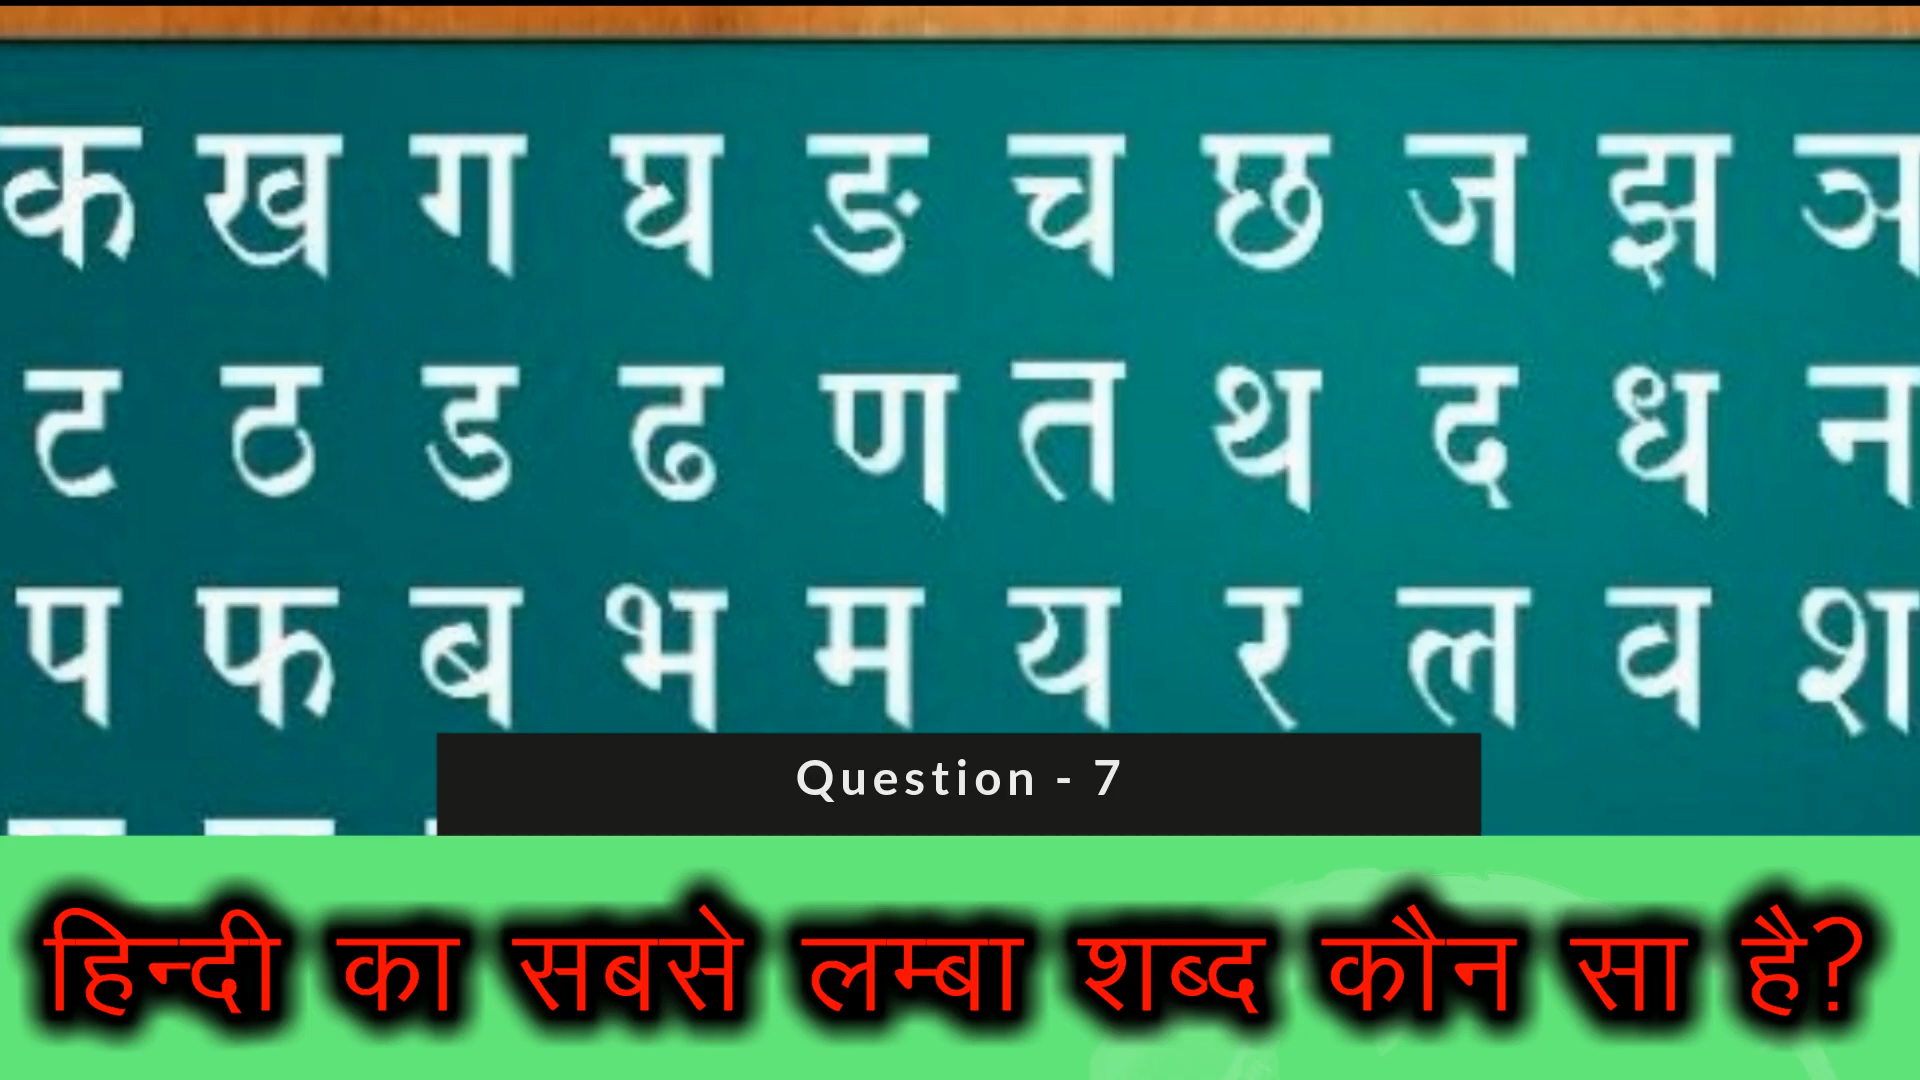 क ख ग घ ङ च छ ज झ ञ
ट ठ ड ढ ण त थ द ध न
प फ ब भ म य र ल व श
Question - 7
हिन्दी का सबसे लम्बा शब्द कौन सा है?